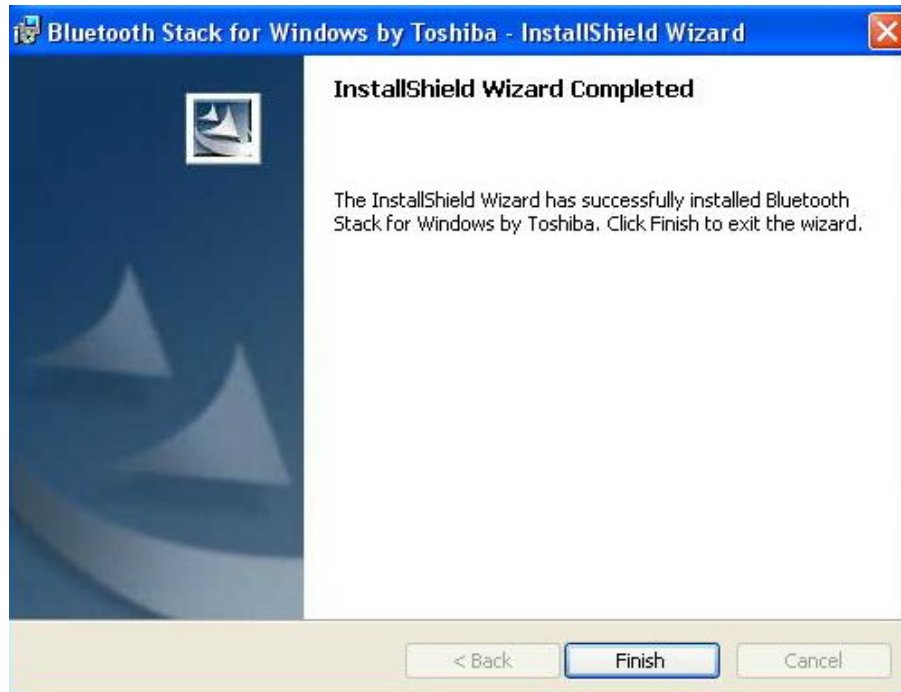 Bluetooth Stack for Windows by Toshiba - InstallShield Wizard
InstallShield Wizard Completed
The InstallShield Wizard has successfully installed Bluetooth
Stack for Windows by Toshiba. Click Finish to exit the wizard.
< Back
Finish
Cancel